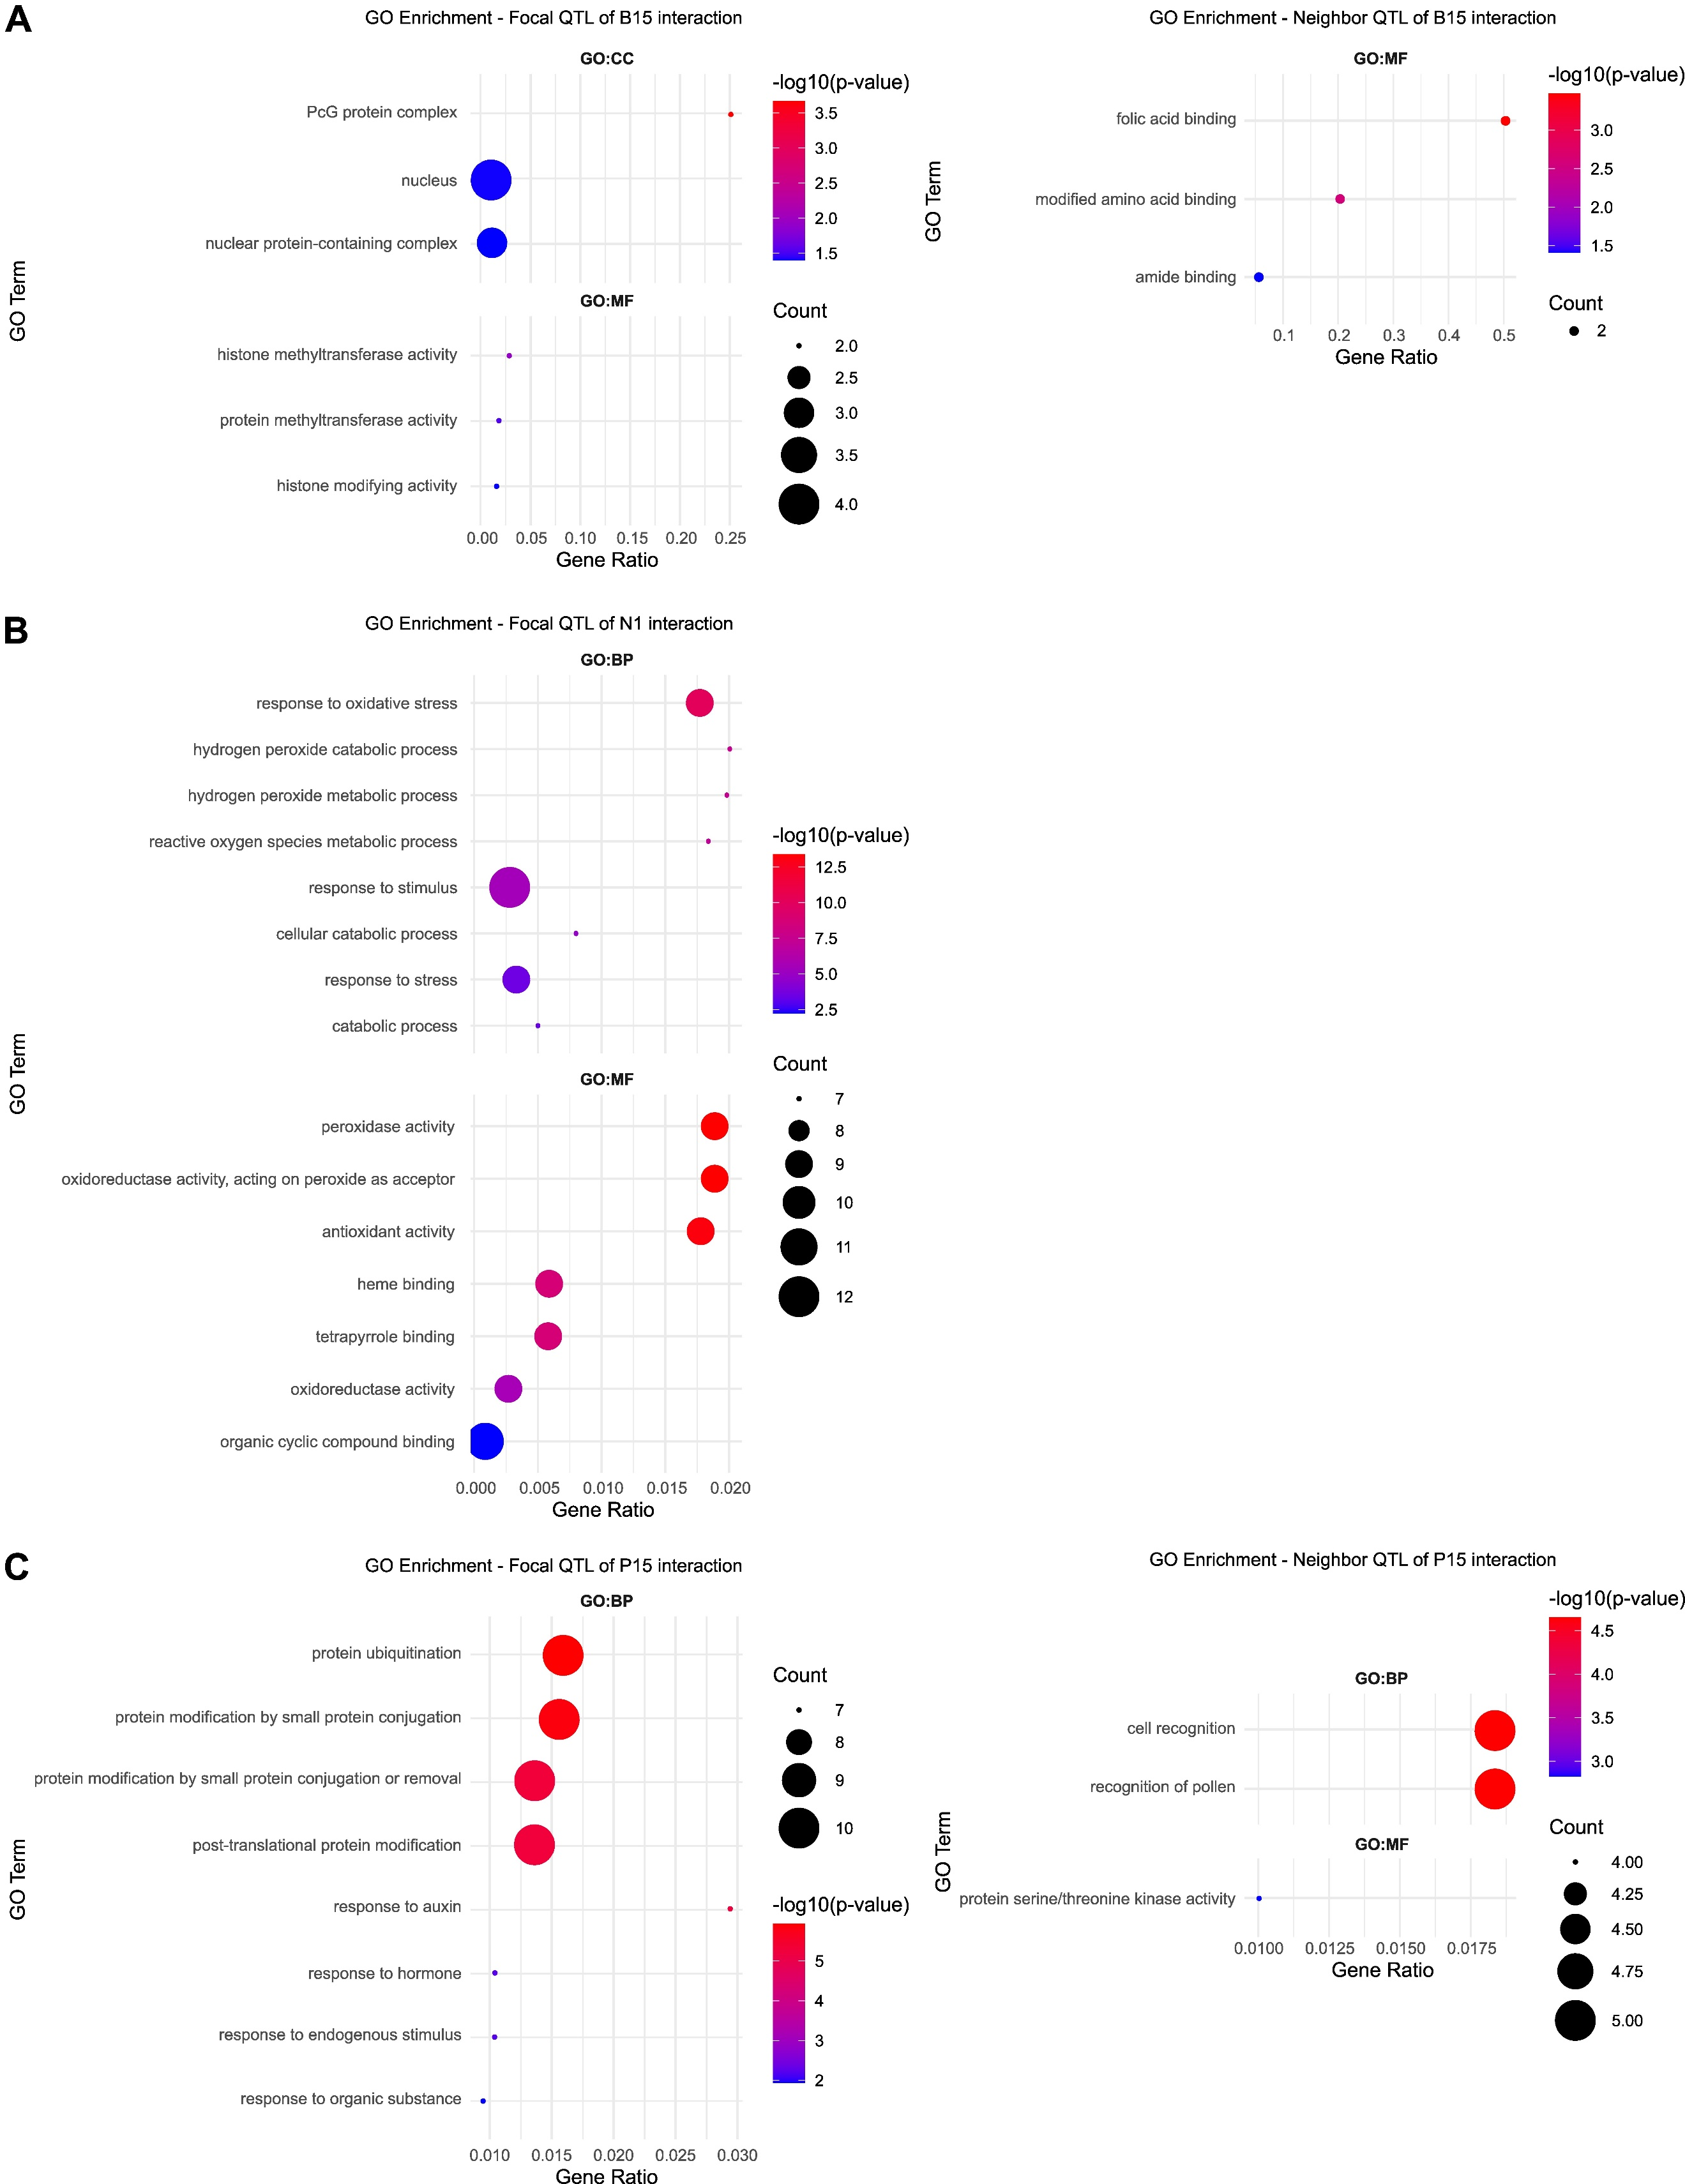 A
GO Enrichment - Focal QTL of B15 interaction
GO:CC
GO Term
PcG protein complex
nucleus
nuclear protein-containing complex
GO:MF
histone methyltransferase activity
protein methyltransferase activity
histone modifying activity
0.00 0.05 0.10 0.15 0.20 0.25
Gene Ratio
-log10(p-value)
3.5
3.0
2.5
2.0
1.5
Count
2.0
2.5
3.0
3.5
4.0
GO Enrichment - Neighbor QTL of B15 interaction
GO:MF
GO Term
folic acid binding
modified amino acid binding
amide binding
0.1 0.2 0.3 0.4 0.5
Gene Ratio
-log10(p-value)
3.0
2.5
2.0
1.5
Count
2
B
GO Enrichment - Focal QTL of N1 interaction
GO:BP
GO Term
response to oxidative stress
hydrogen peroxide catabolic process
hydrogen peroxide metabolic process
reactive oxygen species metabolic process
response to stimulus
cellular catabolic process
response to stress
catabolic process
GO:MF
peroxidase activity
oxidoreductase activity, acting on peroxide as acceptor
antioxidant activity
heme binding
tetrapyrrole binding
oxidoreductase activity
organic cyclic compound binding
0.000 0.005 0.010 0.015 0.020
Gene Ratio
-log10(p-value)
12.5
10.0
7.5
5.0
2.5
Count
7
8
9
10
11
12
C
GO Enrichment - Focal QTL of P15 interaction
GO:BP
GO Term
protein ubiquitination
protein modification by small protein conjugation
protein modification by small protein conjugation or removal
post-translational protein modification
response to auxin
response to hormone
response to endogenous stimulus
response to organic substance
0.010 0.015 0.020 0.025 0.030
Gene Ratio
Count
7
8
9
10
-log10(p-value)
5
4
3
2
GO Enrichment - Neighbor QTL of P15 interaction
GO:BP
GO Term
cell recognition
recognition of pollen
GO:MF
protein serine/threonine kinase activity
0.0100 0.0125 0.0150 0.0175
Gene Ratio
-log10(p-value)
4.5
4.0
3.5
3.0
Count
4.00
4.25
4.50
4.75
5.00